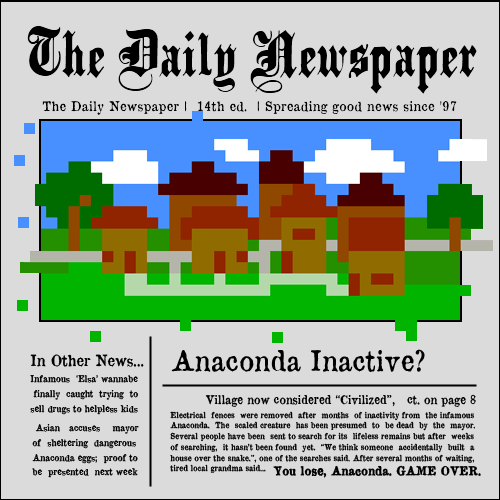 The Daily Newspaper
The Daily Newspaper | 14th ed. | Spreading good news since '97
In Other News...
Infamous 'Elsa' wannabe
finally caught trying to
sell drugs to helpless kids
Asian accuses mayor
of sheltering dangerous
Anaconda eggs; proof to
be presented next week
Anaconda Inactive?
Village now considered "Civilized", ct. on page 8
Electrical fences were removed after months of inactivity from the infamous
Anaconda. The scaled creature has been presumed to be dead by the mayor.
Several people have been sent to search for its lifeless remains but after weeks
of searching, it hasn't been found yet. "We think someone accidentally built a
house over the snake.", one of the searches said. After several months of waiting,
tired local grandma said... You lose, Anaconda. GAME OVER.